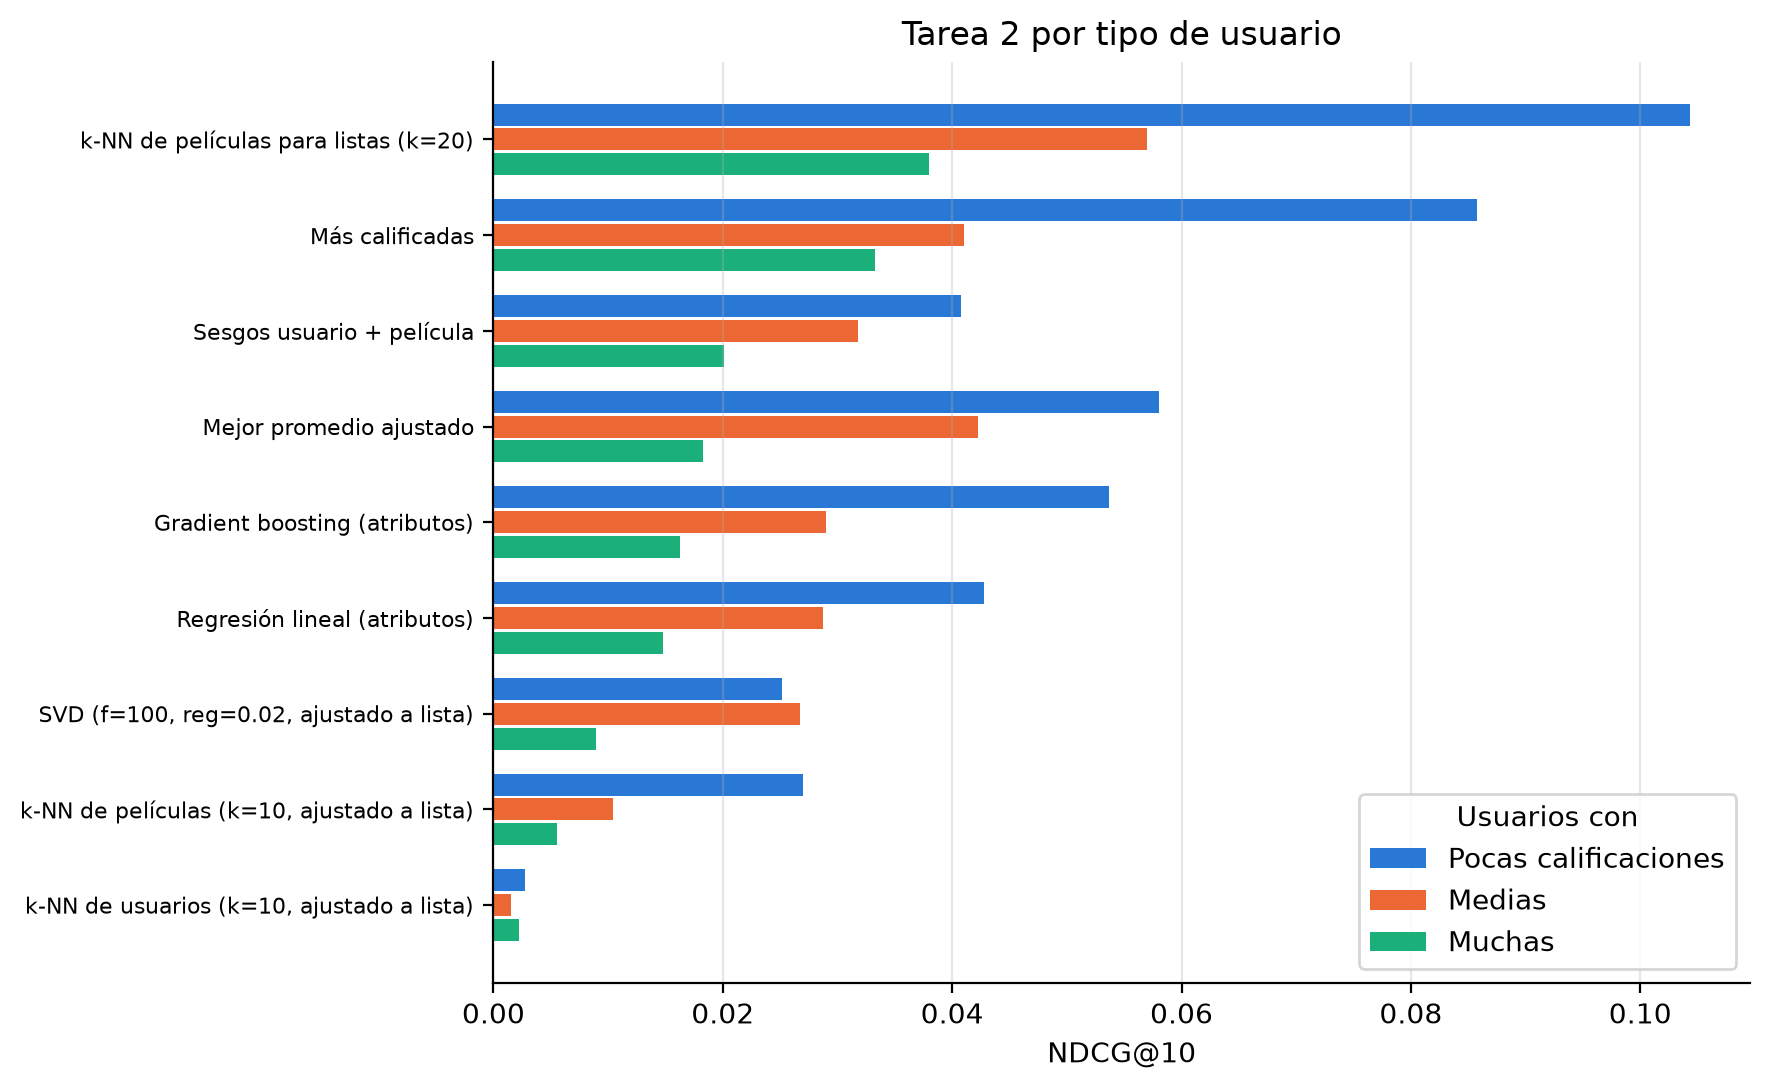 Tarea 2 por tipo de usuario
k-NN de películas para listas (k=20)
Más calificadas
Sesgos usuario + película
Mejor promedio ajustado
Gradient boosting (atributos)
Regresión lineal (atributos)
SVD (f=100, reg=0.02, ajustado a lista)
k-NN de películas (k=10, ajustado a lista)
k-NN de usuarios (k=10, ajustado a lista)
Usuarios con
Pocas calificaciones
Medias
Muchas
0.00 0.02 0.04 0.06 0.08 0.10
NDCG@10